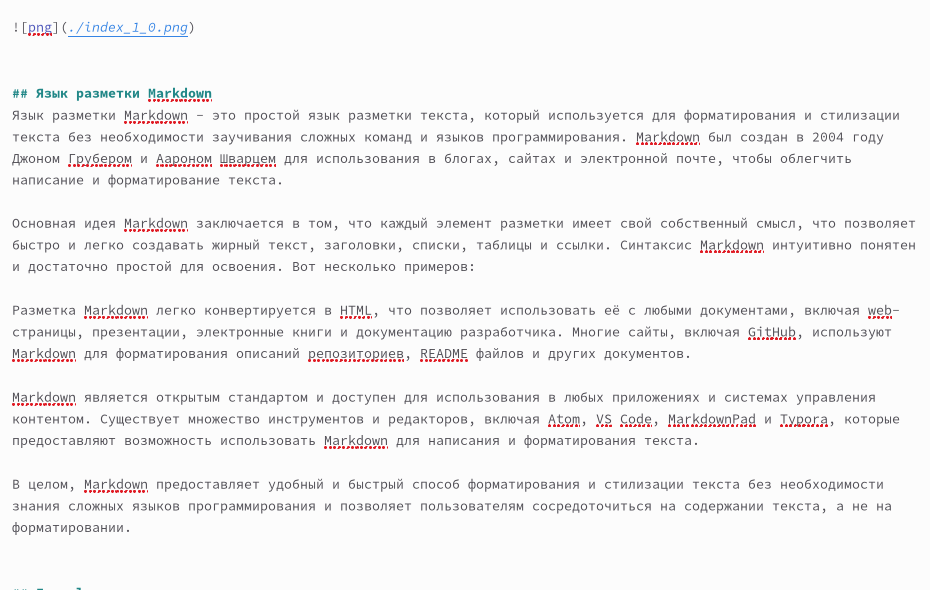 ![png](./index_1_0.png)
## Язык разметки Markdown
Язык разметки Markdown – это простой язык разметки текста, который используется для форматирования и стилизации
текста без необходимости заучивания сложных команд и языков программирования. Markdown был создан в 2004 году
Джоном Грубером и Аароном Шварцем для использования в блогах, сайтах и электронной почте, чтобы облегчить
написание и форматирование текста.
Основная идея Markdown заключается в том, что каждый элемент разметки имеет свой собственный смысл, что позволяет
быстро и легко создавать жирный текст, заголовки, списки, таблицы и ссылки. Синтаксис Markdown интуитивно понятен
и достаточно простой для освоения. Вот несколько примеров:
Разметка Markdown легко конвертируется в HTML, что позволяет использовать её с любыми документами, включая web-
страницы, презентации, электронные книги и документацию разработчика. Многие сайты, включая GitHub, используют
Markdown для форматирования описаний репозиториев, README файлов и других документов.
Markdown является открытым стандартом и доступен для использования в любых приложениях и системах управления
контентом. Существует множество инструментов и редакторов, включая Atom, VS Code, MarkdownPad и Typora, которые
предоставляют возможность использовать Markdown для написания и форматирования текста.
В целом, Markdown предоставляет удобный и быстрый способ форматирования и стилизации текста без необходимости
знания сложных языков программирования и позволяет пользователям сосредоточиться на содержании текста, а не на
форматировании.